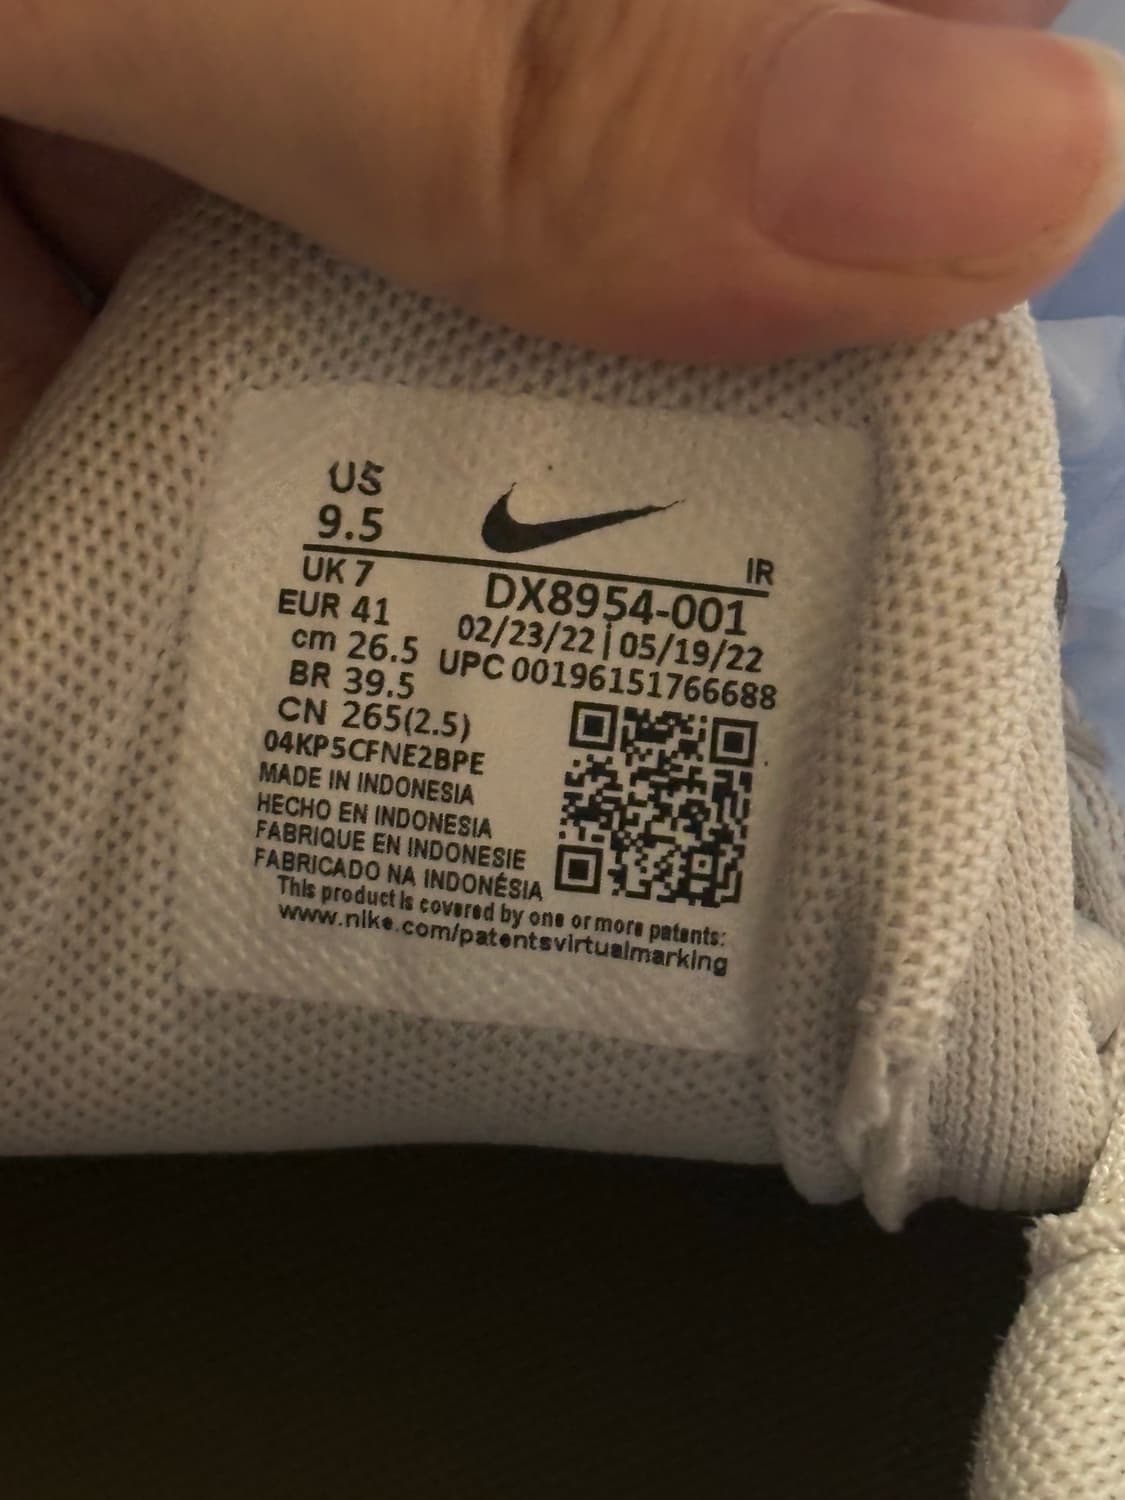 US
9.5
IR
UK 7
DX8954-001
EUR 41
02/23/22 | 05/19/22
cm 26.5
UPC 00196151766688
BR 39.5
CN 265(2.5)
04KP5CFNE2BPE
MADE IN INDONESIA
HECHO EN INDONESIA
FABRIQUE EN INDONESIE
FABRICADO NA INDONÉSIA
This product is covered by one or more patents:
www.nike.com/patentsvirtualmarking